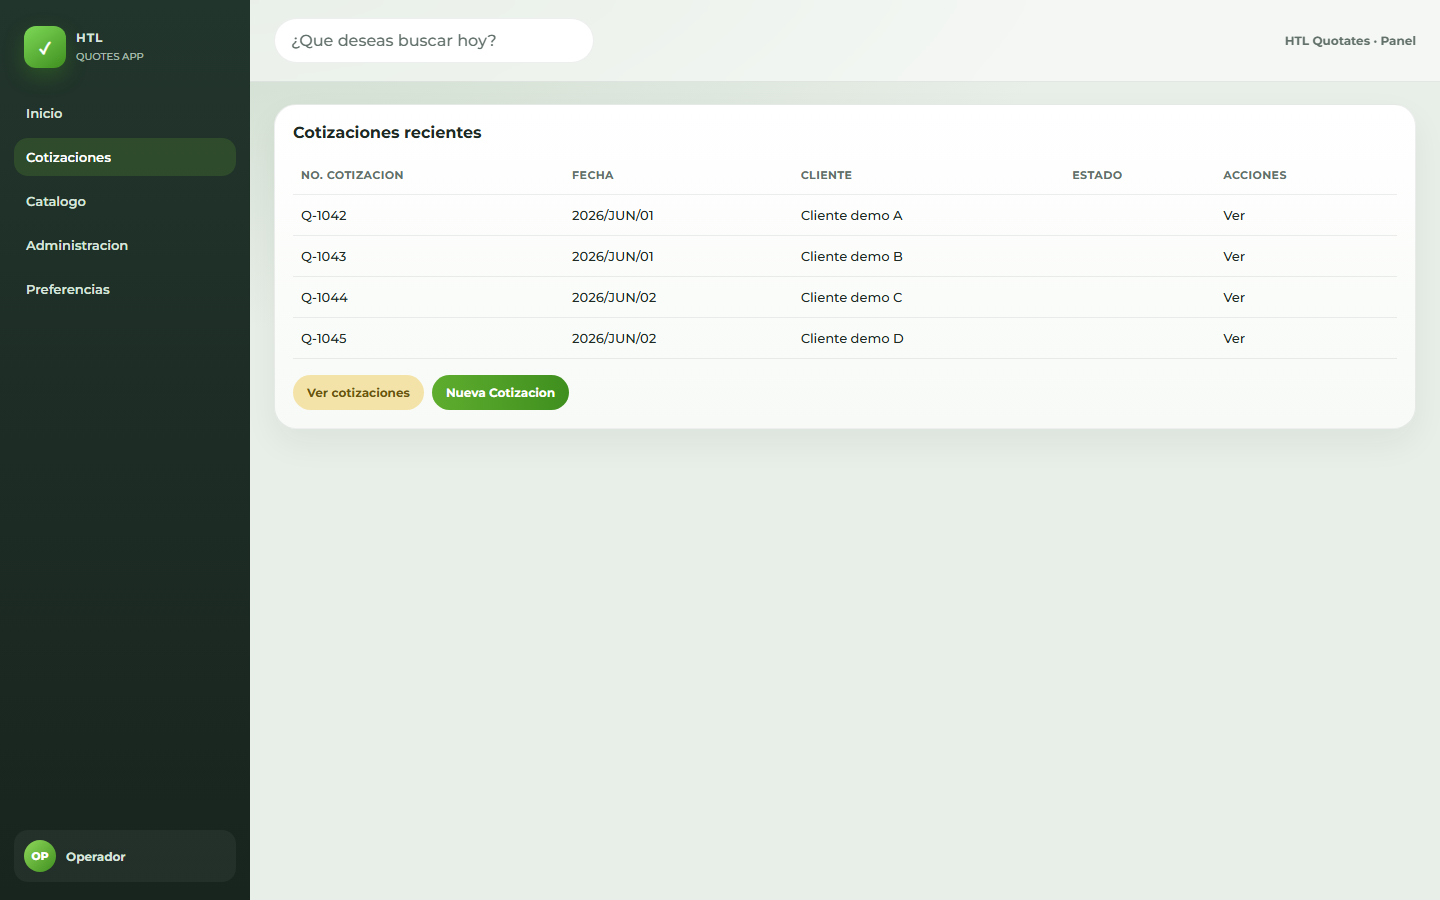 HTL
QUOTES APP
Inicio
Cotizaciones
Catalogo
Administracion
Preferencias
OP Operador
¿Que deseas buscar hoy?
HTL Quotates · Panel
Cotizaciones recientes
NO. COTIZACION FECHA CLIENTE ESTADO ACCIONES
Q-1042 2026/JUN/01 Cliente demo A Ver
Q-1043 2026/JUN/01 Cliente demo B Ver
Q-1044 2026/JUN/02 Cliente demo C Ver
Q-1045 2026/JUN/02 Cliente demo D Ver
Ver cotizaciones Nueva Cotizacion